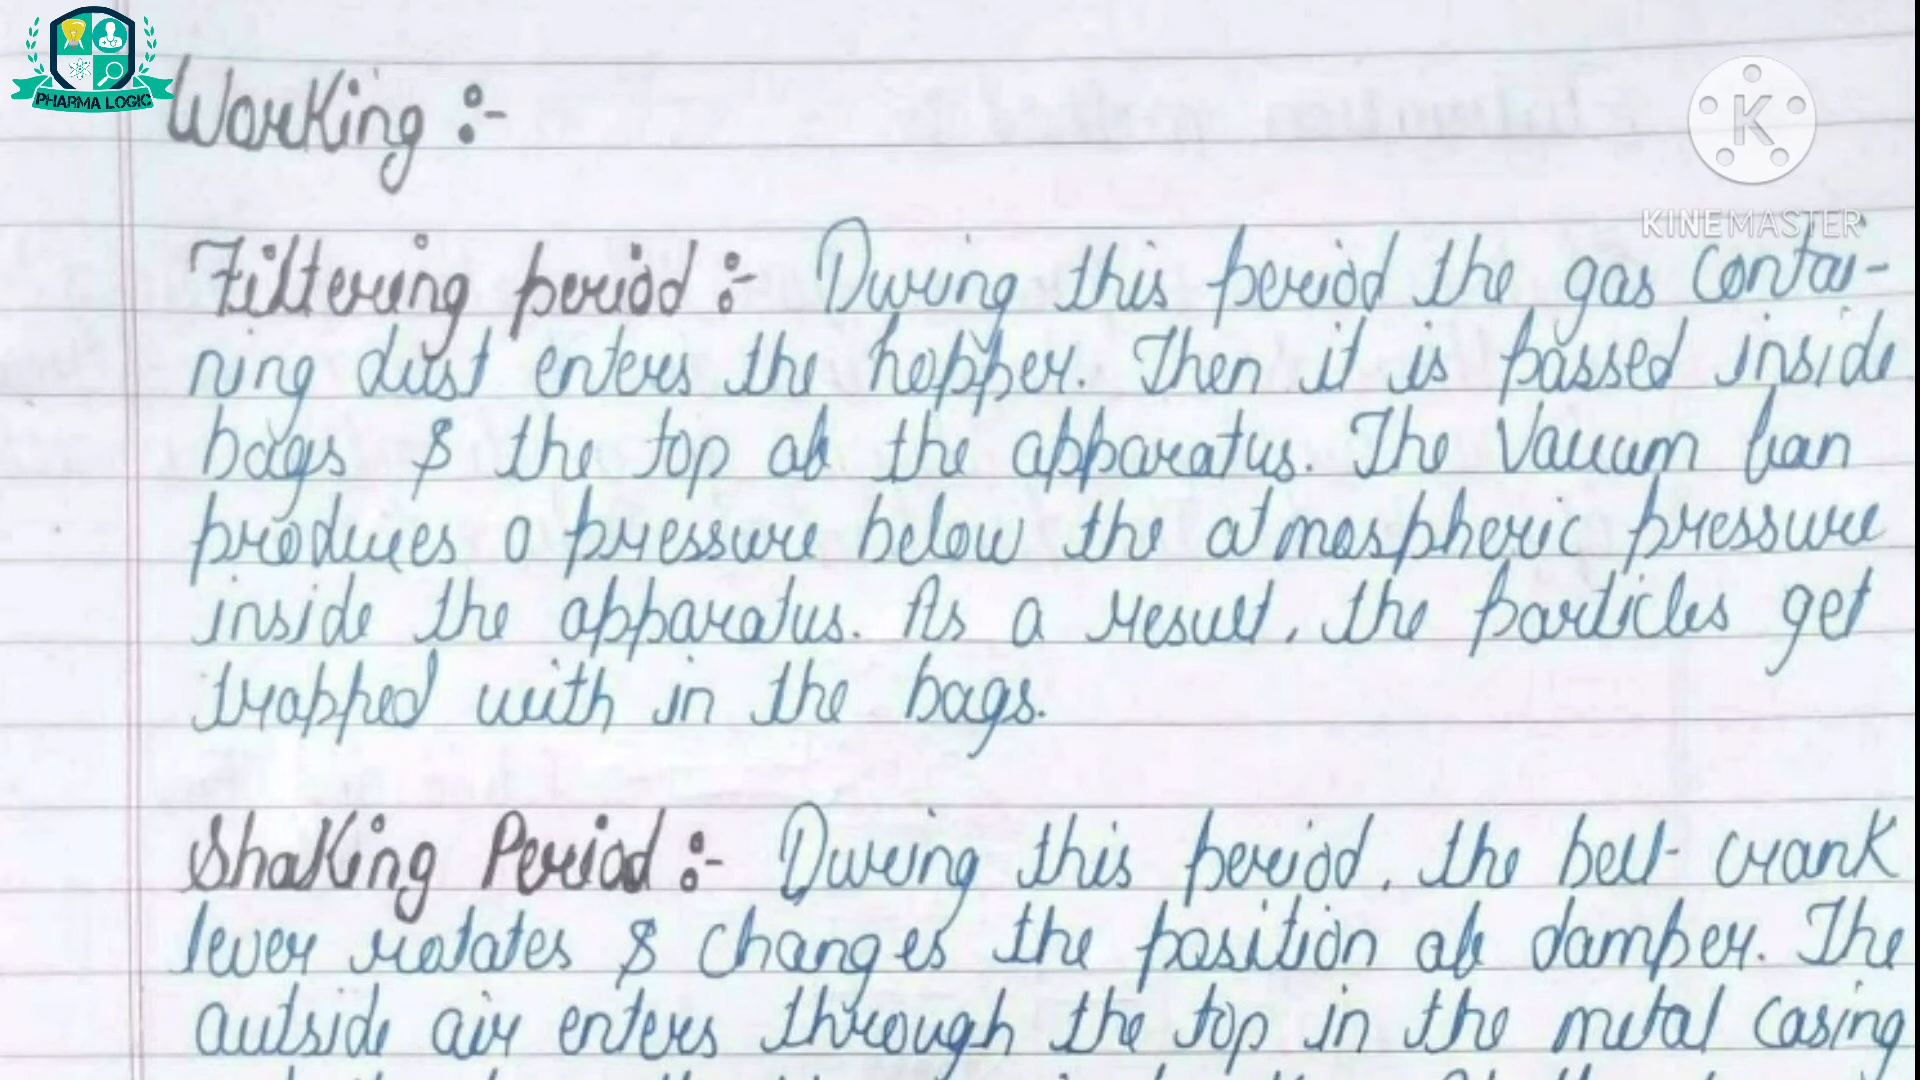 PHARMA LOGIC
Working :-
KINEMASTER
Filtering period :- During this period the gas contai-
ning dust enters the hopper. Then it is passed inside
bags & the top of the apparatus. The Vacuum fan
produces a pressure below the atmospheric pressure
inside the apparatus. As a result, the particles get
trapped with in the bags.
Shaking Period :- During this period, the bell-crank
lever rotates & changes the position of damper. The
outside air enters through the top in the metal casing